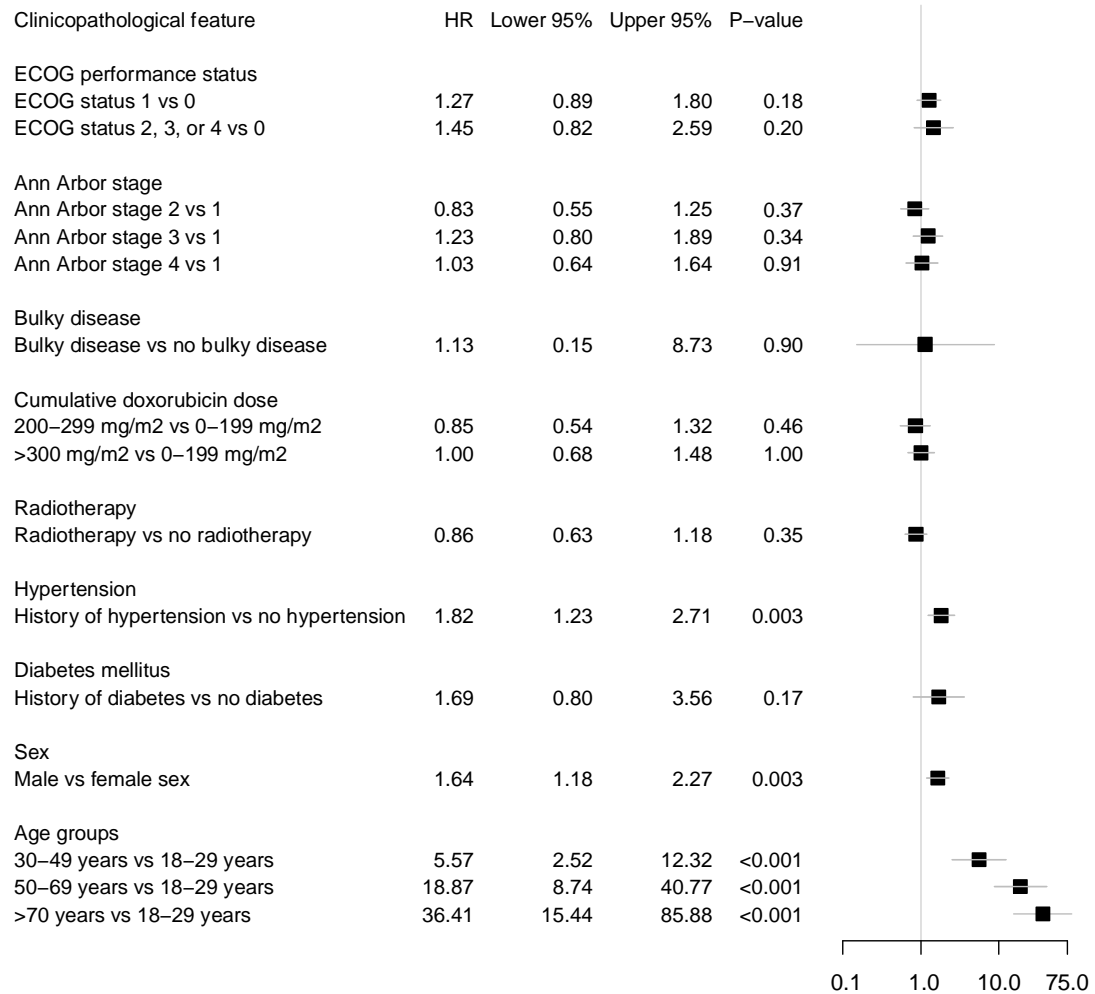 Clinicopathological feature HR Lower 95% Upper 95% P−value
ECOG performance status
ECOG status 1 vs 0 1.27 0.89 1.80 0.18
ECOG status 2, 3, or 4 vs 0 1.45 0.82 2.59 0.20
Ann Arbor stage
Ann Arbor stage 2 vs 1 0.83 0.55 1.25 0.37
Ann Arbor stage 3 vs 1 1.23 0.80 1.89 0.34
Ann Arbor stage 4 vs 1 1.03 0.64 1.64 0.91
Bulky disease
Bulky disease vs no bulky disease 1.13 0.15 8.73 0.90
Cumulative doxorubicin dose
200−299 mg/m2 vs 0−199 mg/m2 0.85 0.54 1.32 0.46
>300 mg/m2 vs 0−199 mg/m2 1.00 0.68 1.48 1.00
Radiotherapy
Radiotherapy vs no radiotherapy 0.86 0.63 1.18 0.35
Hypertension
History of hypertension vs no hypertension 1.82 1.23 2.71 0.003
Diabetes mellitus
History of diabetes vs no diabetes 1.69 0.80 3.56 0.17
Sex
Male vs female sex 1.64 1.18 2.27 0.003
Age groups
30−49 years vs 18−29 years 5.57 2.52 12.32 <0.001
50−69 years vs 18−29 years 18.87 8.74 40.77 <0.001
>70 years vs 18−29 years 36.41 15.44 85.88 <0.001
0.1 1.0 10.0 75.0